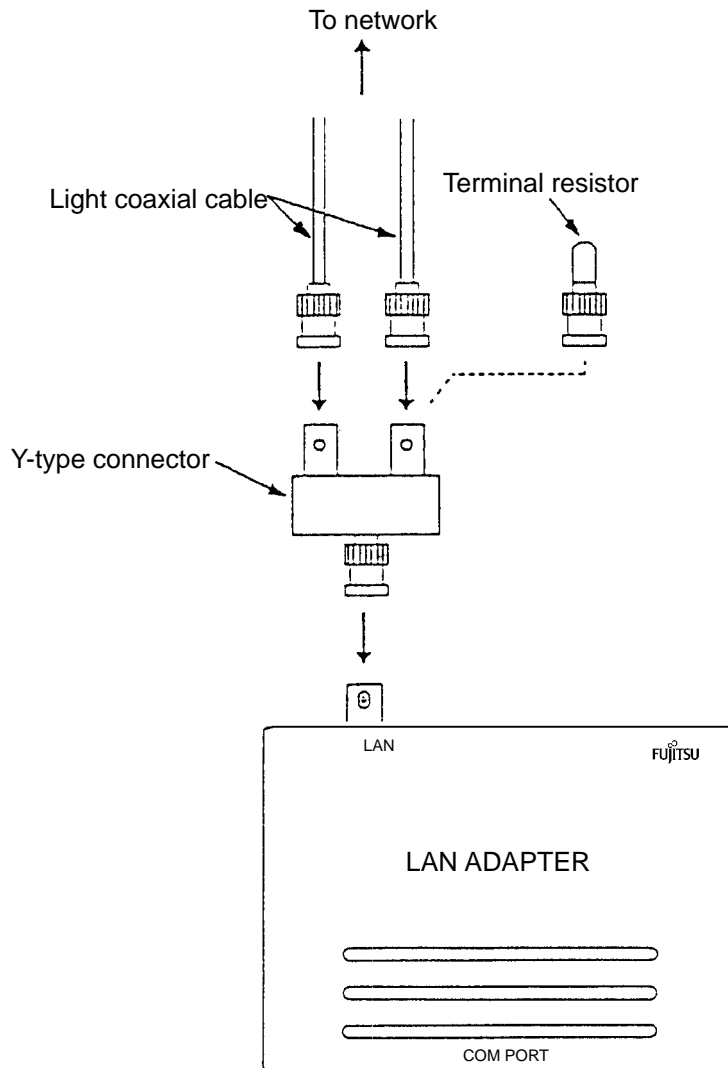 To network
Light coaxial cable
Terminal resistor
Y-type connector
LAN
FUJITSU
LAN ADAPTER
COM PORT